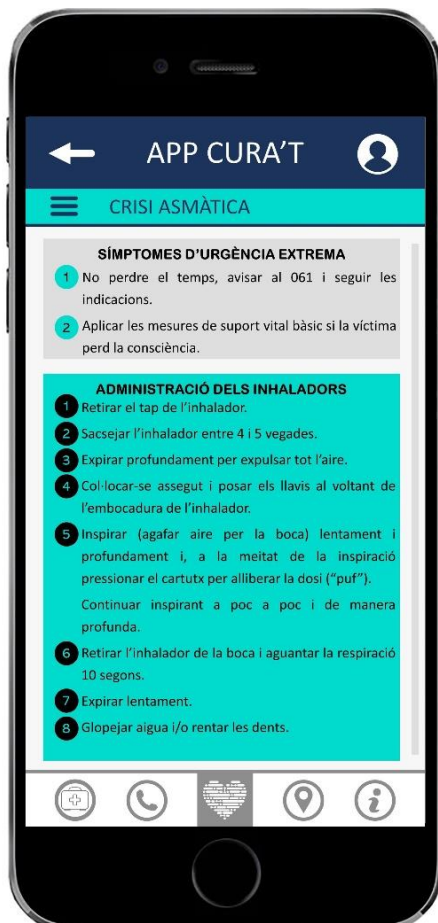 APP CURA'T
CRISI ASMÀTICA
SÍMPTOMES D'URGÈNCIA EXTREMA
1 No perdre el temps, avisar al 061 i seguir les
indicacions.
2 Aplicar les mesures de suport vital bàsic si la víctima
perd la consciència.
ADMINISTRACIÓ DELS INHALADORS
1 Retirar el tap de l'inhalador.
2 Sacsejar l'inhalador entre 4 i 5 vegades.
3 Expirar profundament per expulsar tot l'aire.
4 Col·locar-se assegut i posar els llavis al voltant de
l'embocadura de l'inhalador.
5 Inspirar (agafar aire per la boca) lentament i
profundament i, a la meitat de la inspiració
pressionar el cartutx per alliberar la dosi ("puf").
Continuar inspirant a poc a poc i de manera
profunda.
6 Retirar l'inhalador de la boca i aguantar la respiració
10 segons.
7 Expirar lentament.
8 Glopejar aigua i/o rentar les dents.